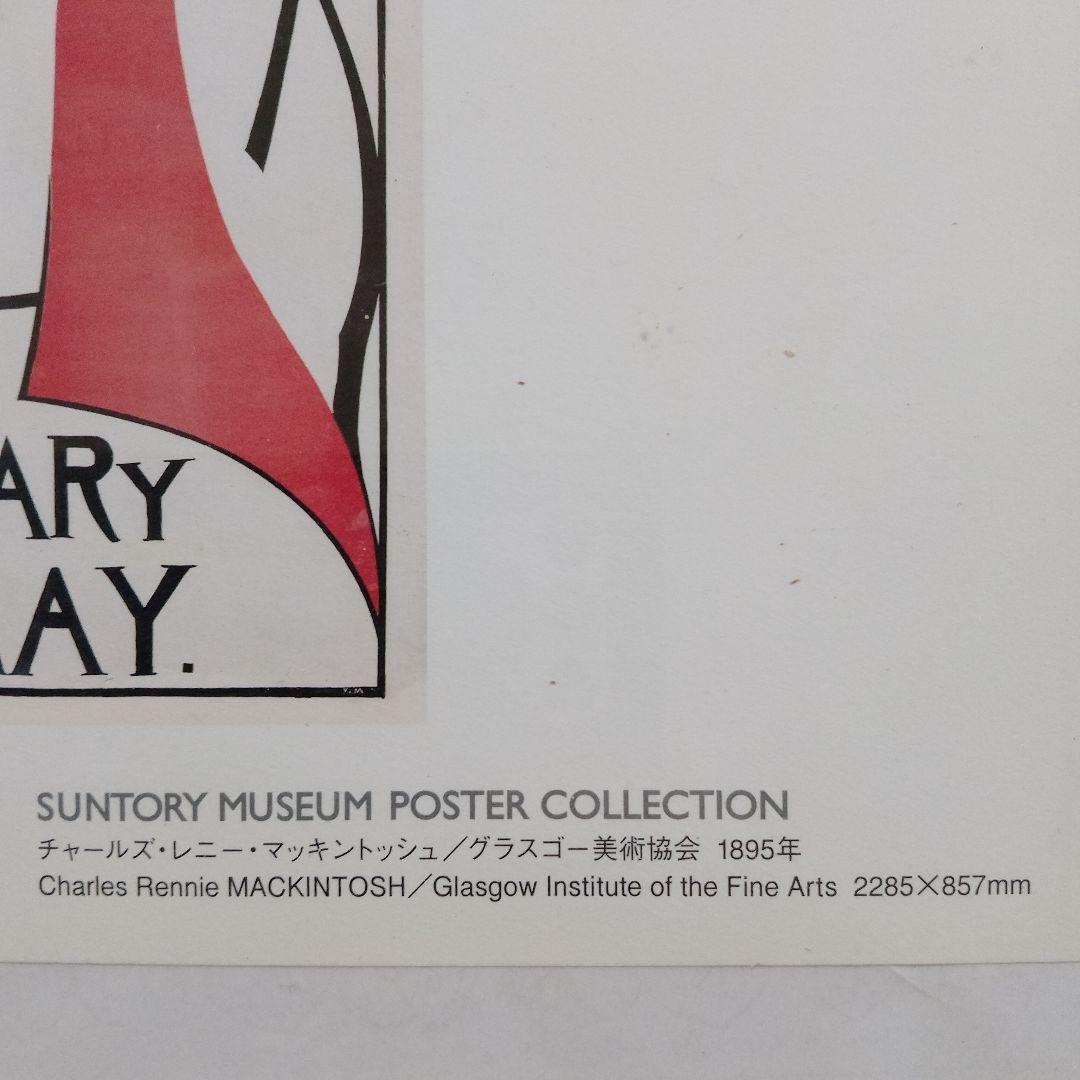 ARY
AY.
SUNTORY MUSEUM POSTER COLLECTION
チャールズ・レニー・マッキントッシュ／グラスゴー美術協会 1895年
Charles Rennie MACKINTOSH／Glasgow Institute of the Fine Arts 2285×857mm